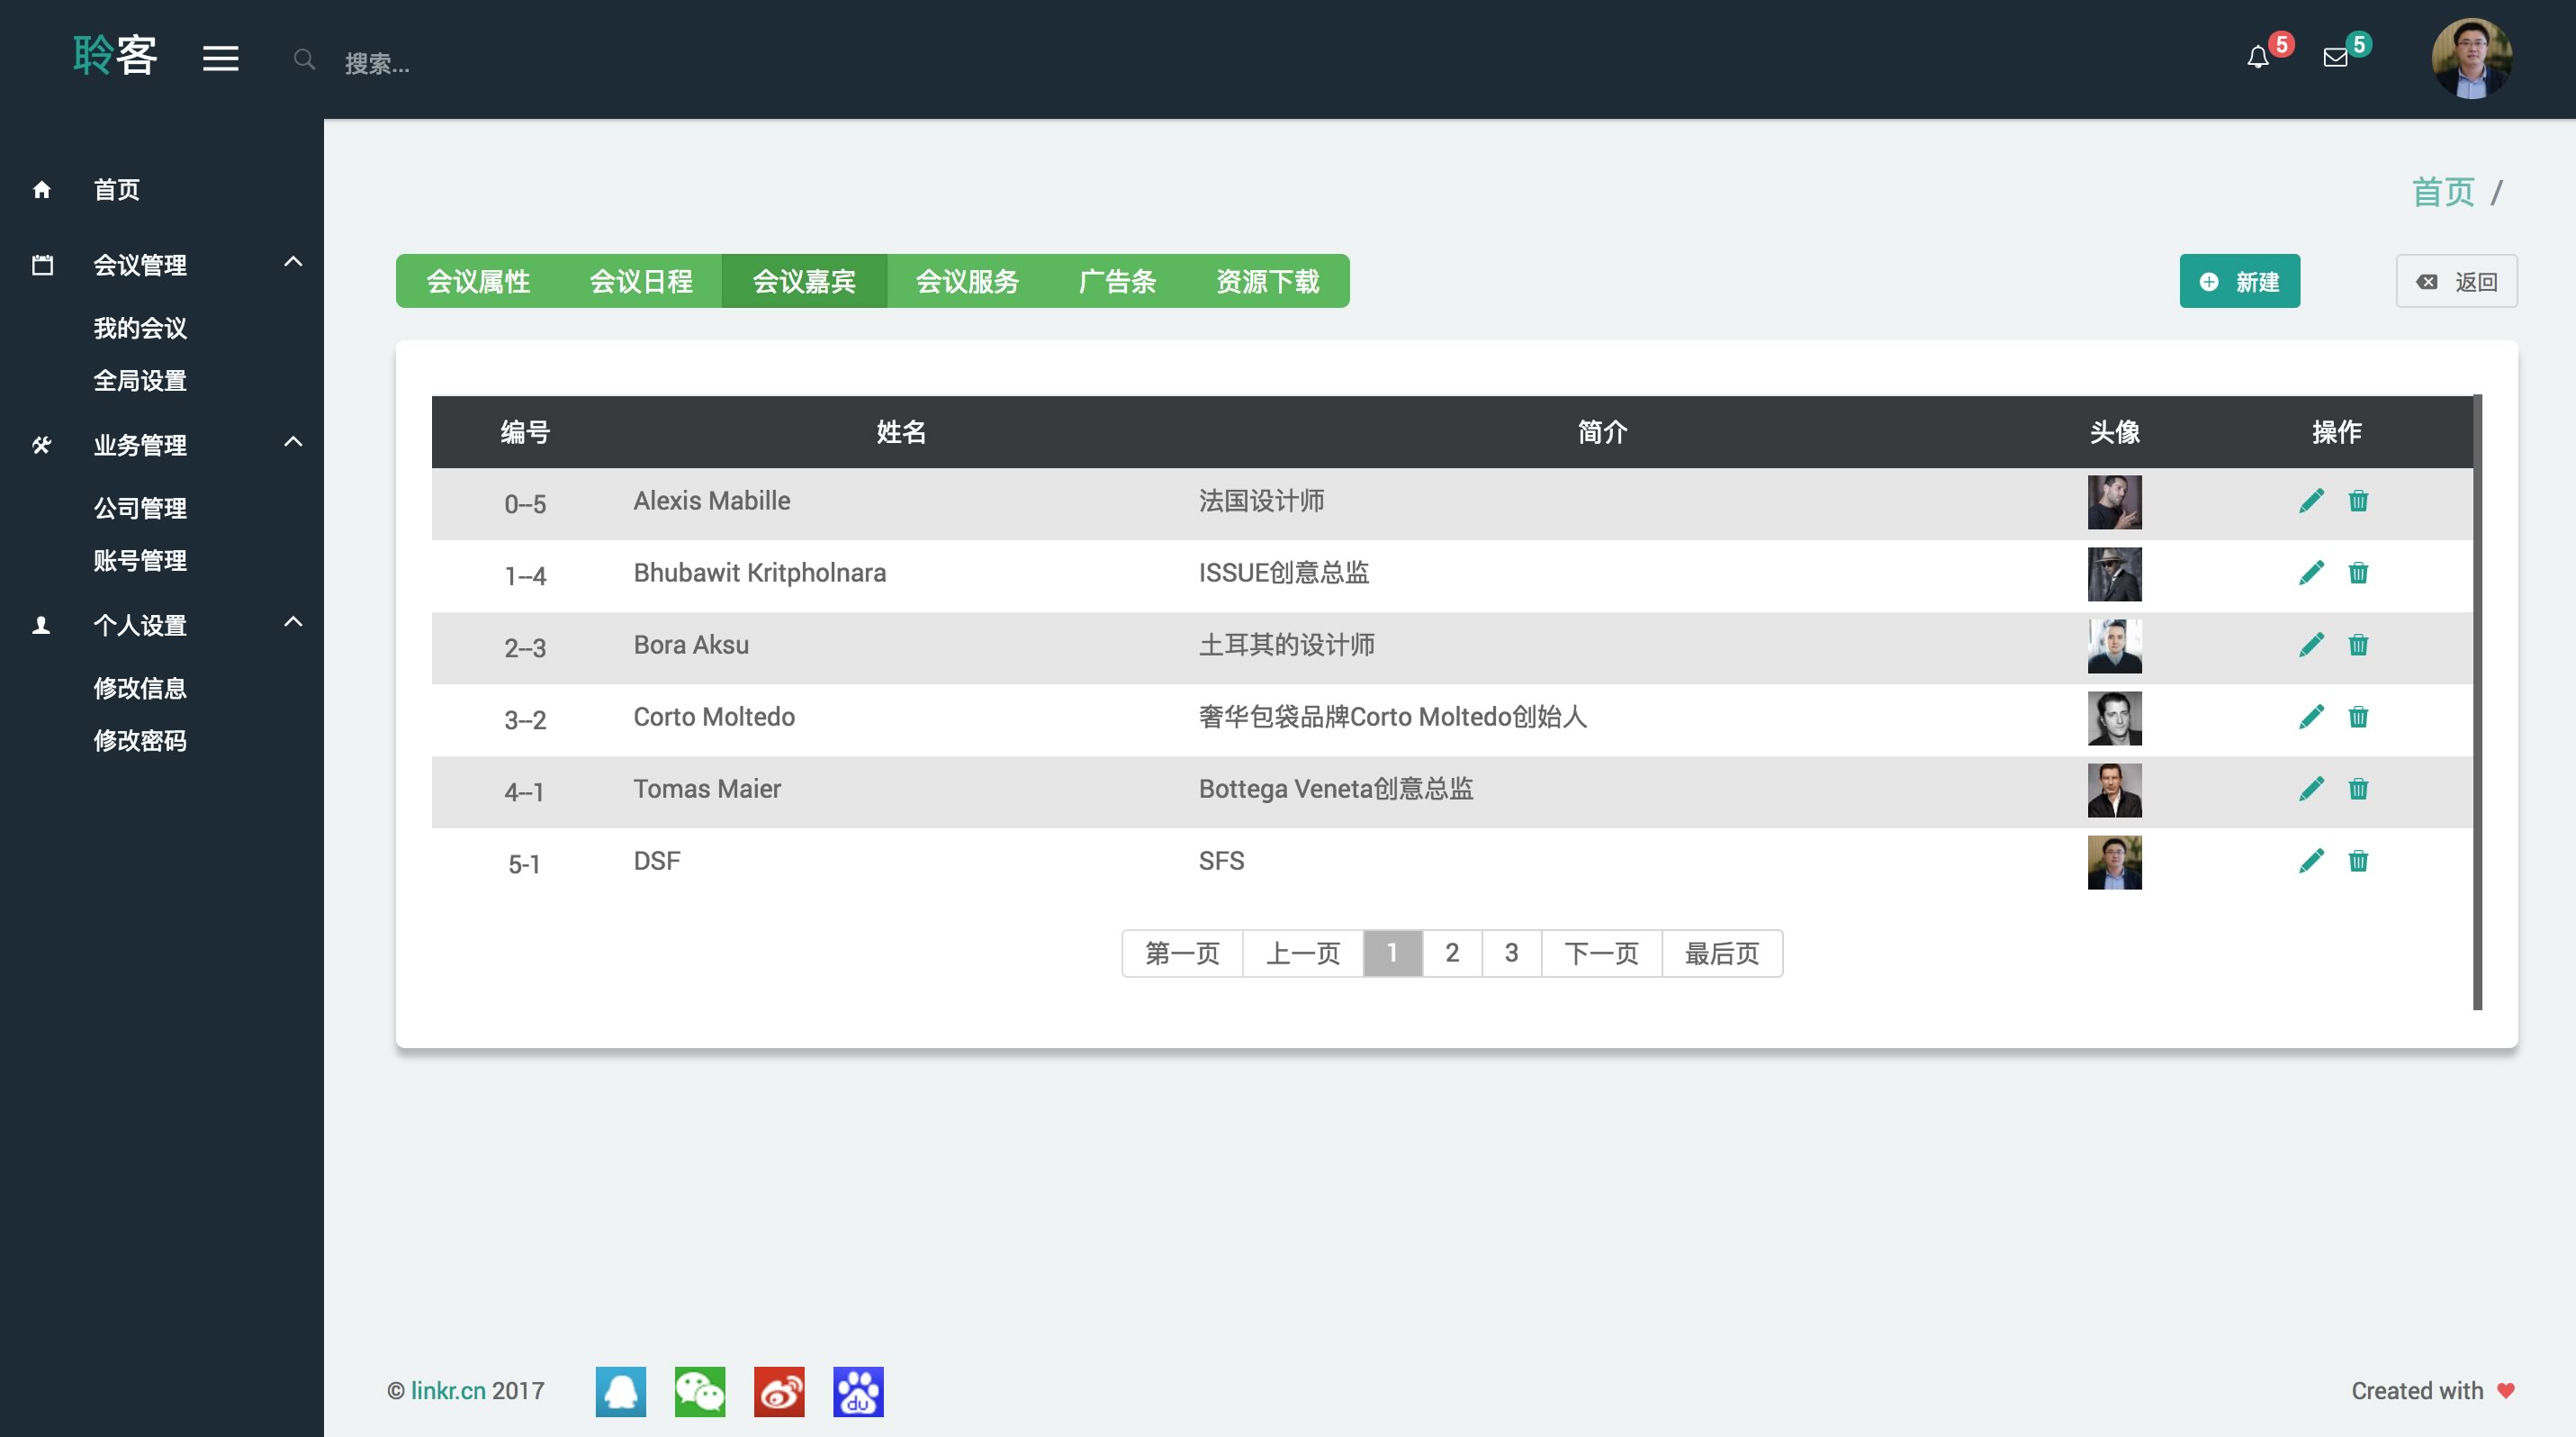 聆客
搜索...
5
5
首页
会议管理
我的会议
全局设置
业务管理
公司管理
账号管理
个人设置
修改信息
修改密码
首页 /
会议属性 会议日程 会议嘉宾 会议服务 广告条 资源下载
新建
返回
编号 姓名 简介 头像 操作
0--5 Alexis Mabille 法国设计师
1--4 Bhubawit Kritpholnara ISSUE创意总监
2--3 Bora Aksu 土耳其的设计师
3--2 Corto Moltedo 奢华包袋品牌Corto Moltedo创始人
4--1 Tomas Maier Bottega Veneta创意总监
5-1 DSF SFS
第一页 上一页 1 2 3 下一页 最后页
© linkr.cn 2017
du
Created with